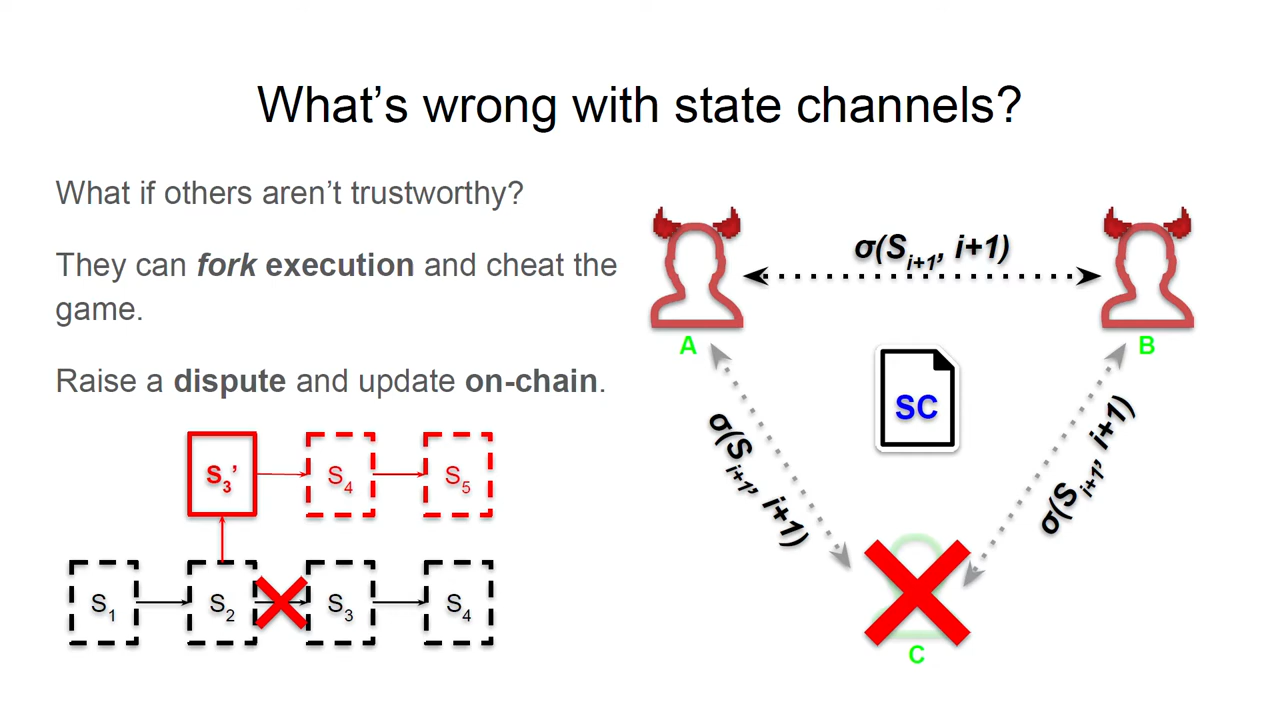 What's wrong with state channels?
What if others aren't trustworthy?
They can fork execution and cheat the
game.
Raise a dispute and update on-chain.
S3' S4 S5
S1 S2 S3 S4
σ(Si+1, i+1)
A
B
SC
σ(Si+1, i+1)
σ(Si+1, i+1)
C